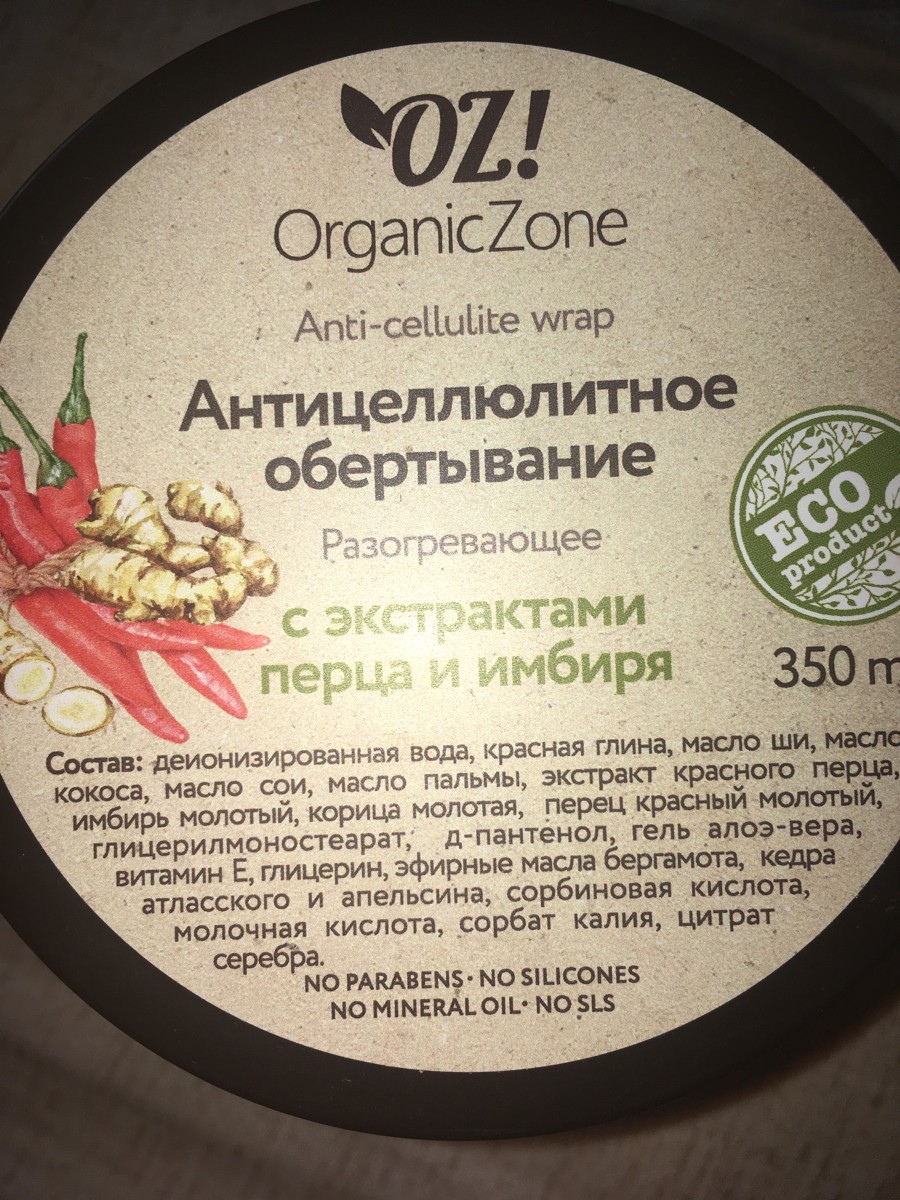 OZ!
OrganicZone
Anti-cellulite wrap
Антицеллюлитное
обертывание
Разогревающее
с экстрактами
перца и имбиря
ECO
product
350 m
Состав: деионизированная вода, красная глина, масло ши, масло
кокоса, масло сои, масло пальмы, экстракт красного перца,
имбирь молотый, корица молотая, перец красный молотый,
глицерилмоностеарат, д-пантенол, гель алоэ-вера,
витамин Е, глицерин, эфирные масла бергамота, кедра
атласского и апельсина, сорбиновая кислота,
молочная кислота, сорбат калия, цитрат
серебра.
NO PARABENS· NO SILICONES
NO MINERAL OIL· NO SLS